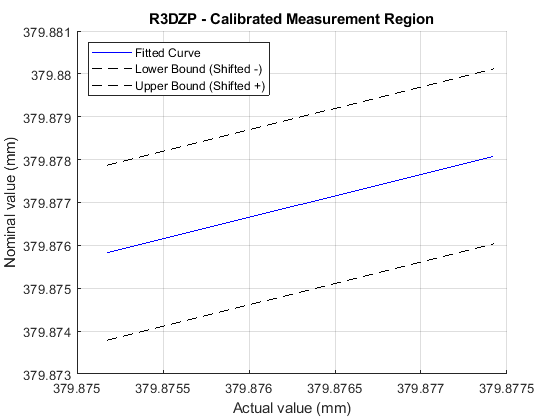 R3DZP - Calibrated Measurement Region
379.881
379.88
379.879
379.878
379.877
379.876
379.875
379.874
379.873
Nominal value (mm)
Fitted Curve
Lower Bound (Shifted -)
Upper Bound (Shifted +)
379.875 379.8755 379.876 379.8765 379.877 379.8775
Actual value (mm)